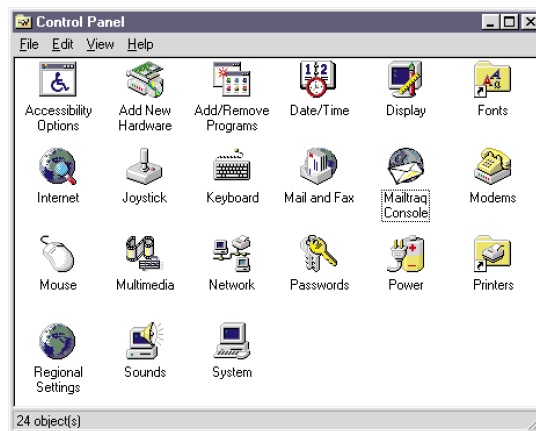 Control Panel
File Edit View Help
Accessibility Options
Add New Hardware
Add/Remove Programs
Date/Time
Display
Fonts
Internet
Joystick
Keyboard
Mail and Fax
Mailtraq Console
Modems
Mouse
Multimedia
Network
Passwords
Power
Printers
Regional Settings
Sounds
System
24 object(s)